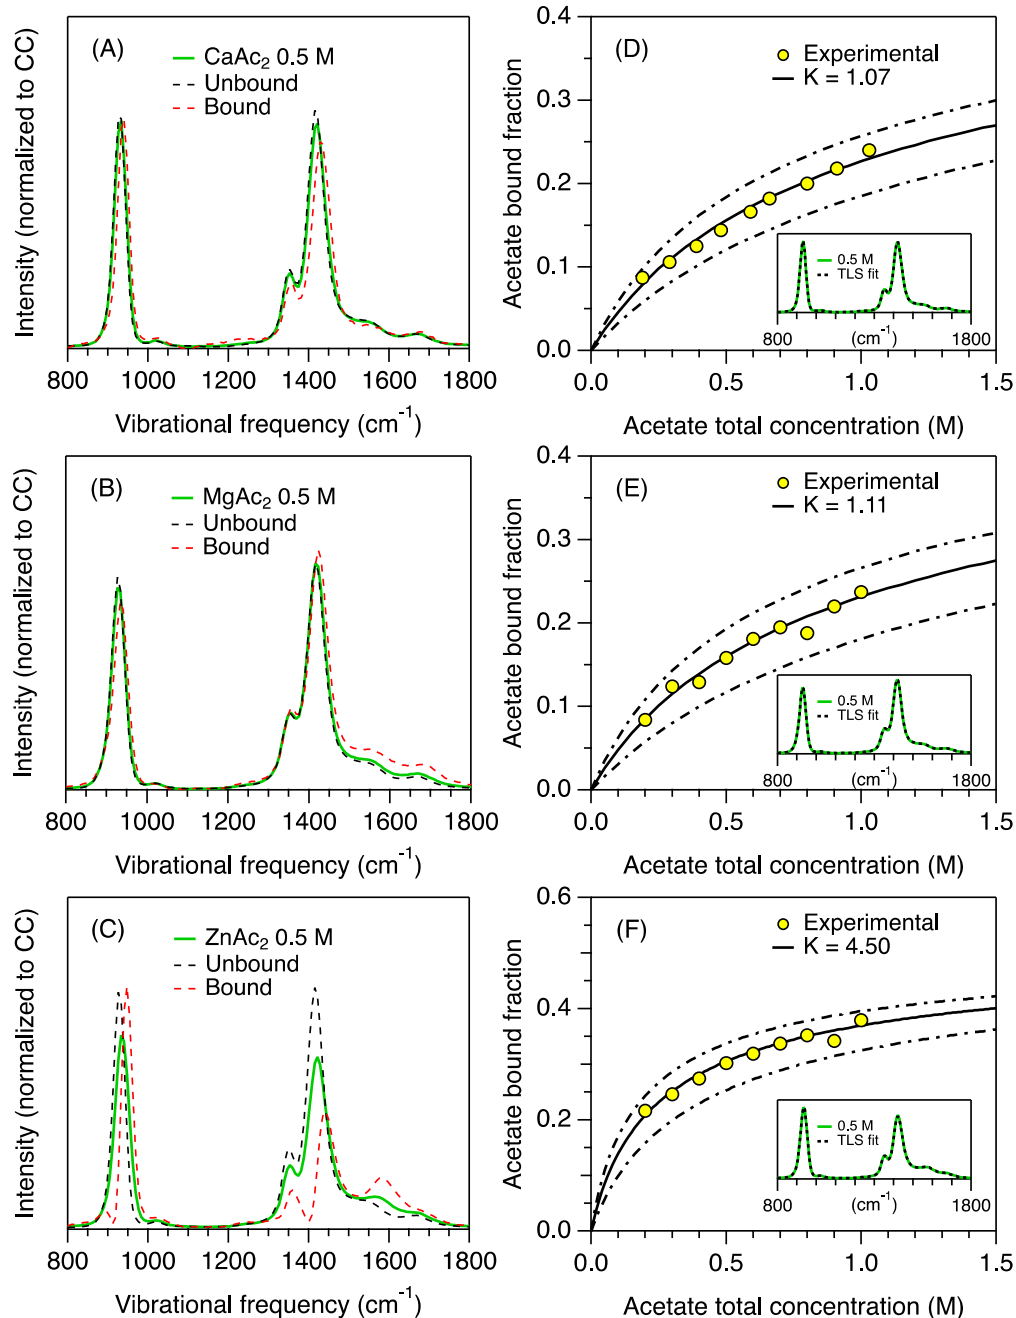 (A)
CaAc2 0.5 M
Unbound
Bound
Intensity (normalized to CC)
800 1000 1200 1400 1600 1800
Vibrational frequency (cm-1)
(D)
Experimental
K = 1.07
Acetate bound fraction
0.4
0.3
0.2
0.1
0.0
0.5 M
TLS fit
800 (cm-1) 1800
0.0 0.5 1.0 1.5
Acetate total concentration (M)
(B)
MgAc2 0.5 M
Unbound
Bound
Intensity (normalized to CC)
800 1000 1200 1400 1600 1800
Vibrational frequency (cm-1)
(E)
Experimental
K = 1.11
Acetate bound fraction
0.4
0.3
0.2
0.1
0.0
0.5 M
TLS fit
800 (cm-1) 1800
0.0 0.5 1.0 1.5
Acetate total concentration (M)
(C)
ZnAc2 0.5 M
Unbound
Bound
Intensity (normalized to CC)
800 1000 1200 1400 1600 1800
Vibrational frequency (cm-1)
(F)
Experimental
K = 4.50
Acetate bound fraction
0.6
0.4
0.2
0.0
0.5 M
TLS fit
800 (cm-1) 1800
0.0 0.5 1.0 1.5
Acetate total concentration (M)